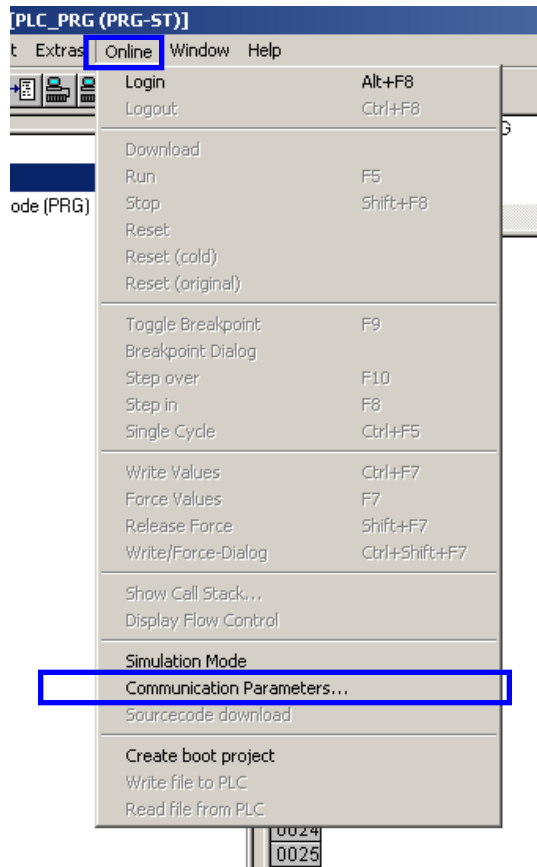 [PLC_PRG (PRG-ST)]
t Extras Online Window Help
Login Alt+F8
Logout Ctrl+F8
G
Download
Run F5
ode (PRG) Stop Shift+F8
Reset
Reset (cold)
Reset (original)
Toggle Breakpoint F9
Breakpoint Dialog
Step over F10
Step in F8
Single Cycle Ctrl+F5
Write Values Ctrl+F7
Force Values F7
Release Force Shift+F7
Write/Force-Dialog Ctrl+Shift+F7
Show Call Stack...
Display Flow Control
Simulation Mode
Communication Parameters...
Sourcecode download
Create boot project
Write file to PLC
Read file from PLC
0024
0025